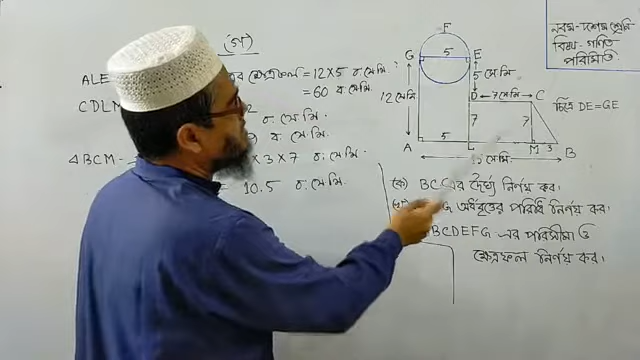 (গ)
ALE ক্ষেত্রফল = 12 × 5 ব. সে.মি.
= 60 ব. সে.মি.
CDLM
ব. সে.মি.
ΔBCM = × 3 × 7 ব. সে.মি.
= 10.5 ব. সে.মি.
F
G 5 E
5 সে.মি.
12 সে.মি.
D 7 সে.মি. C
7 7
A 5 L M 3 B
সে.মি.
চিত্রে DE = GE
নবম-দশম শ্রেনি
বিষয়-গণিত
পরিমিতি
(ক) BC এর দৈর্ঘ্য নির্ণয় কর।
(খ) G অর্ধবৃত্তের পরিধি নির্ণয় কর।
BCDEFG -এর পরিসীমা ও
ক্ষেত্রফল নির্ণয় কর।